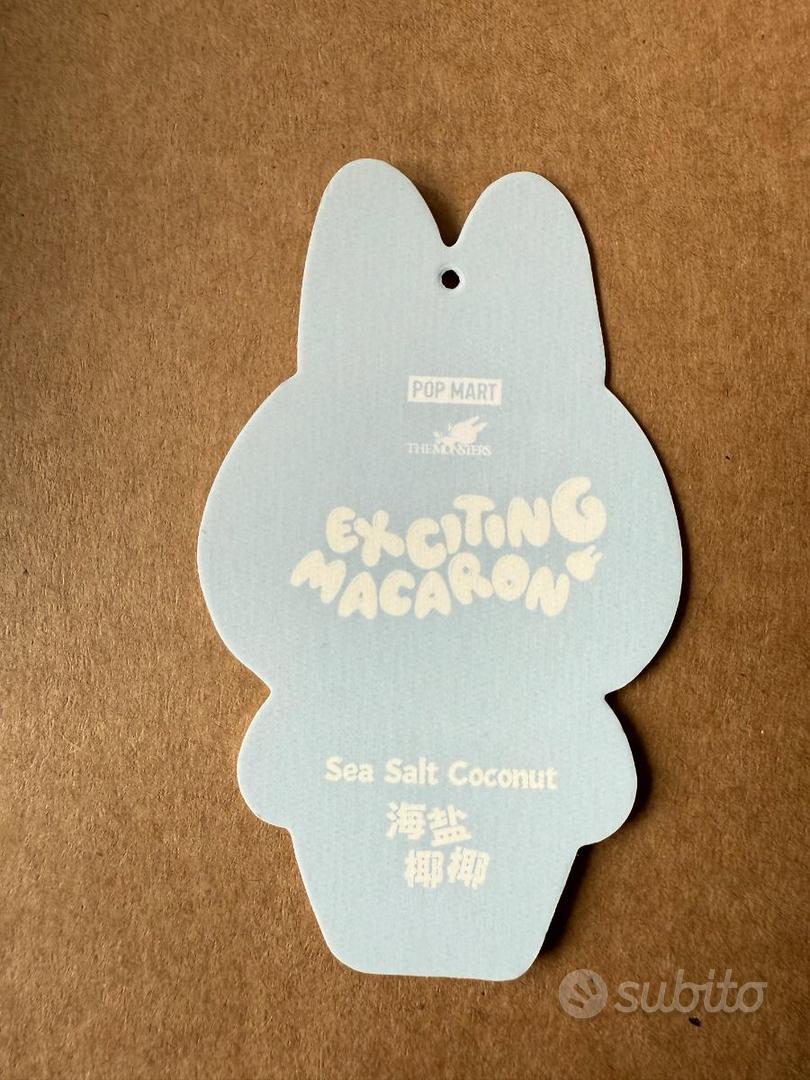 POP MART
THE MONSTERS
EXCITING
MACARON
Sea Salt Coconut
海盐
椰椰
subito